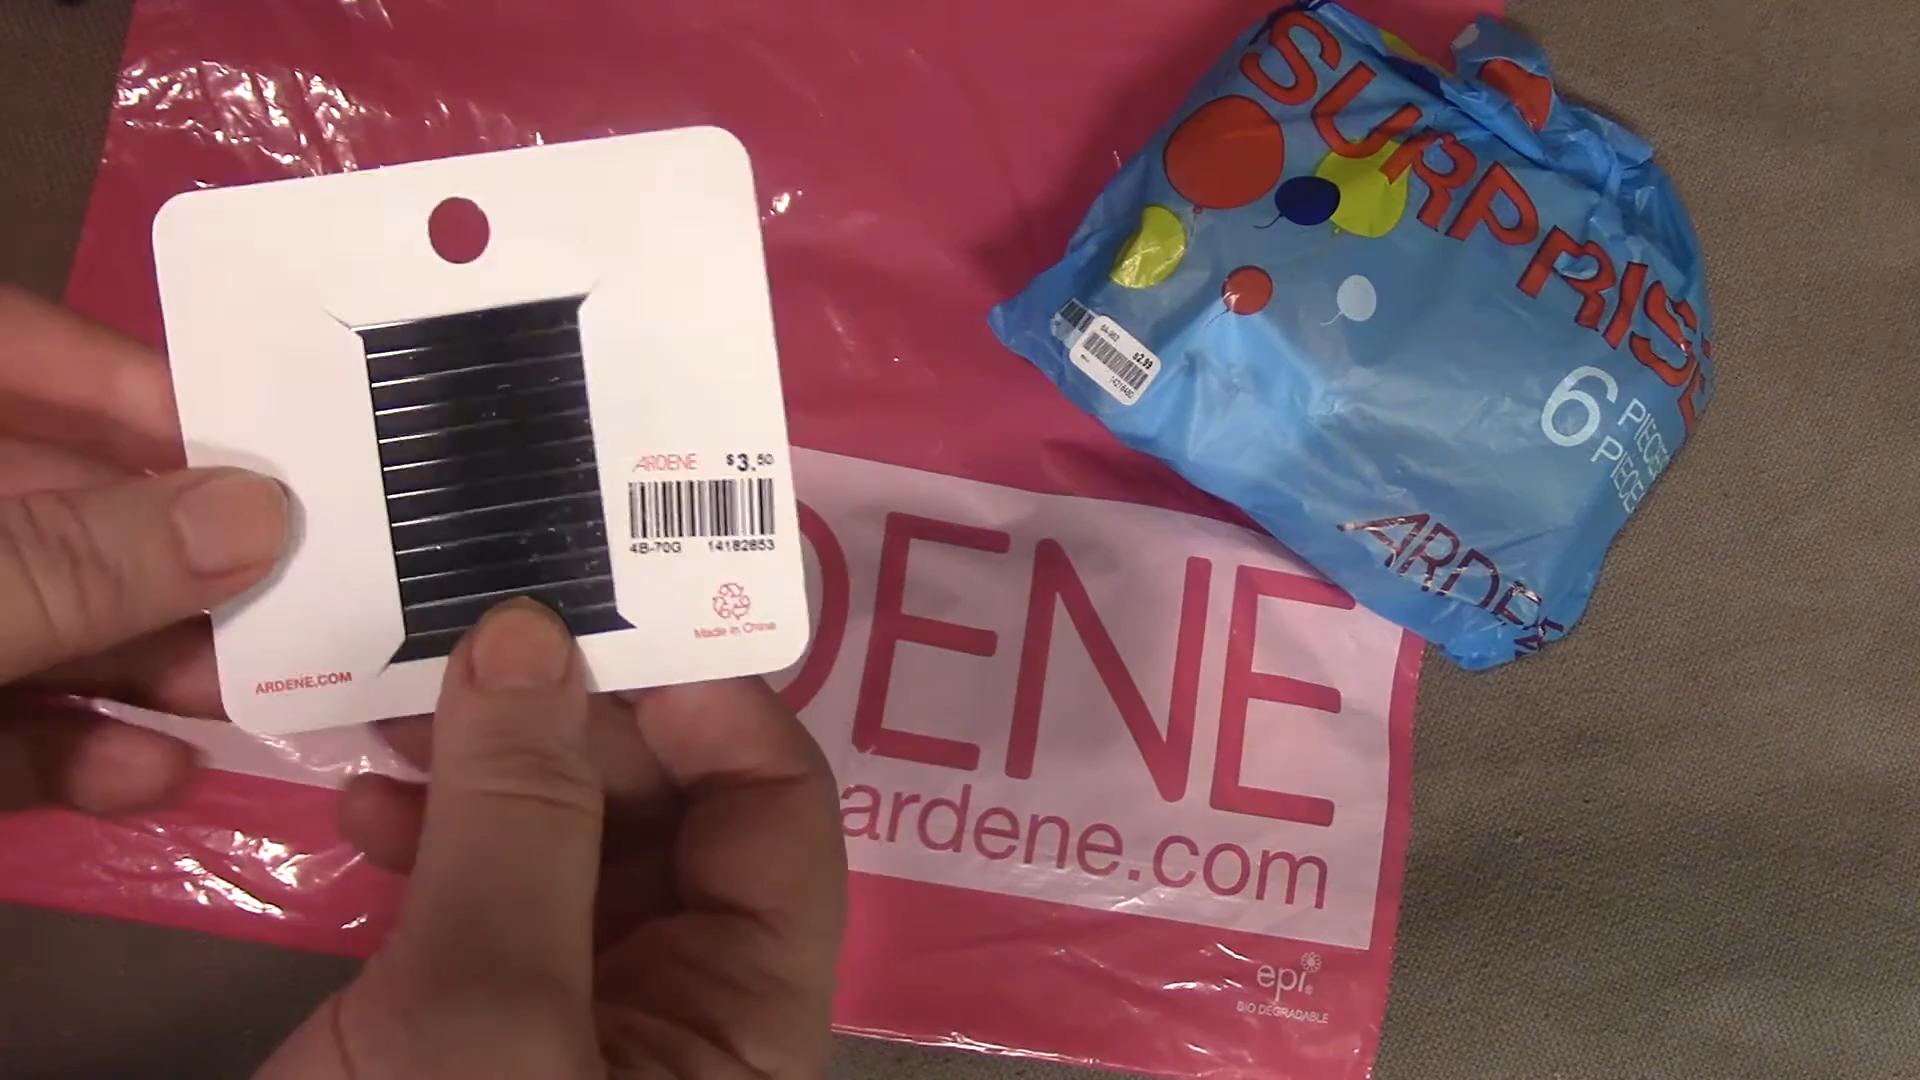 ARDENE $3.50
4B-70G 14182853
Made in China
ARDENE.COM
SURPRISE
6 PIECES
PIECES
$2.99
14218480
ARDENE
DENE
ardene.com
epi
BIO DEGRADABLE